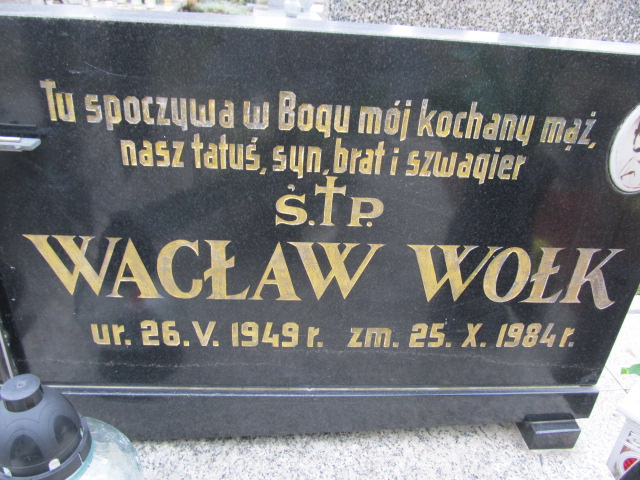 Tu spoczywa w Bogu mój kochany mąż,
nasz tatuś, syn, brat i szwagier
Ś.†P.
WACŁAW WOŁK
ur. 26.V. 1949 r. zm. 25. X. 1984 r.